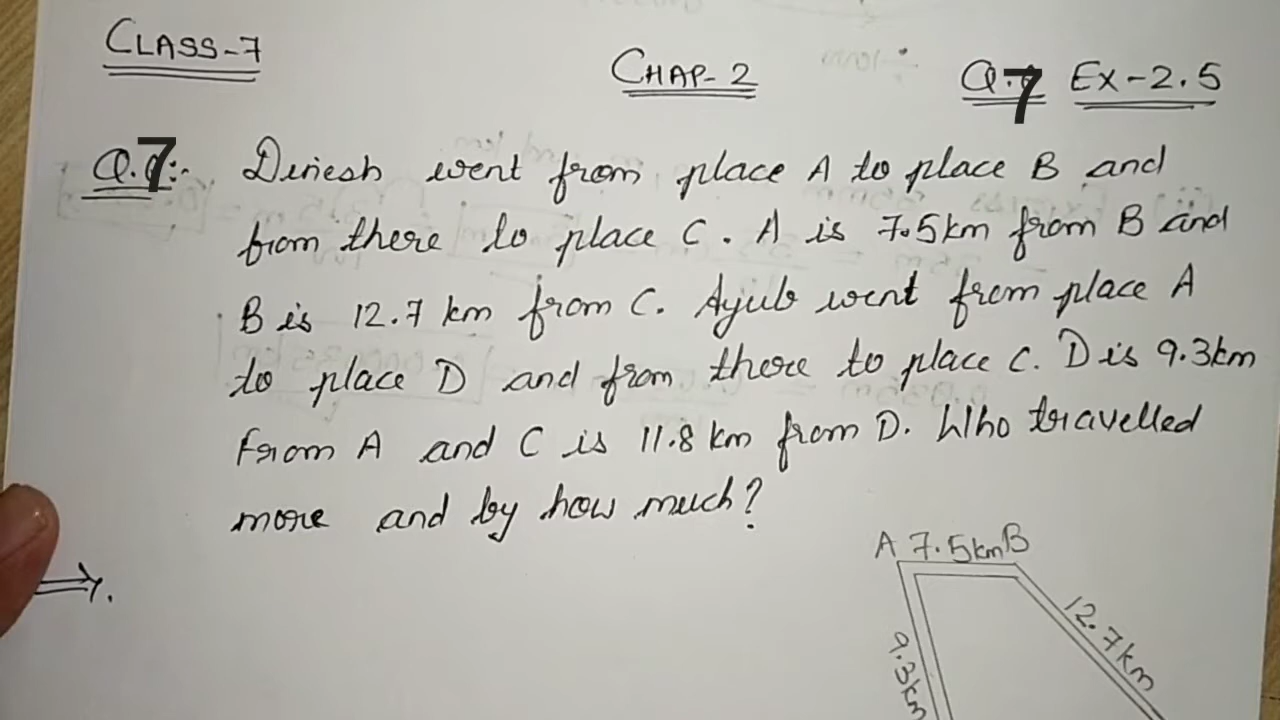 CLASS-7
CHAP-2
Q.7 Ex-2.5
Q.7:- Dinesh went from place A to place B and
from there to place C. A is 7.5km from B and
B is 12.7 km from C. Ayub went from place A
to place D and from there to place C. D is 9.3km
From A and C is 11.8 km from D. Who travelled
more and by how much?
A 7.5km B
12.7km
9.3km